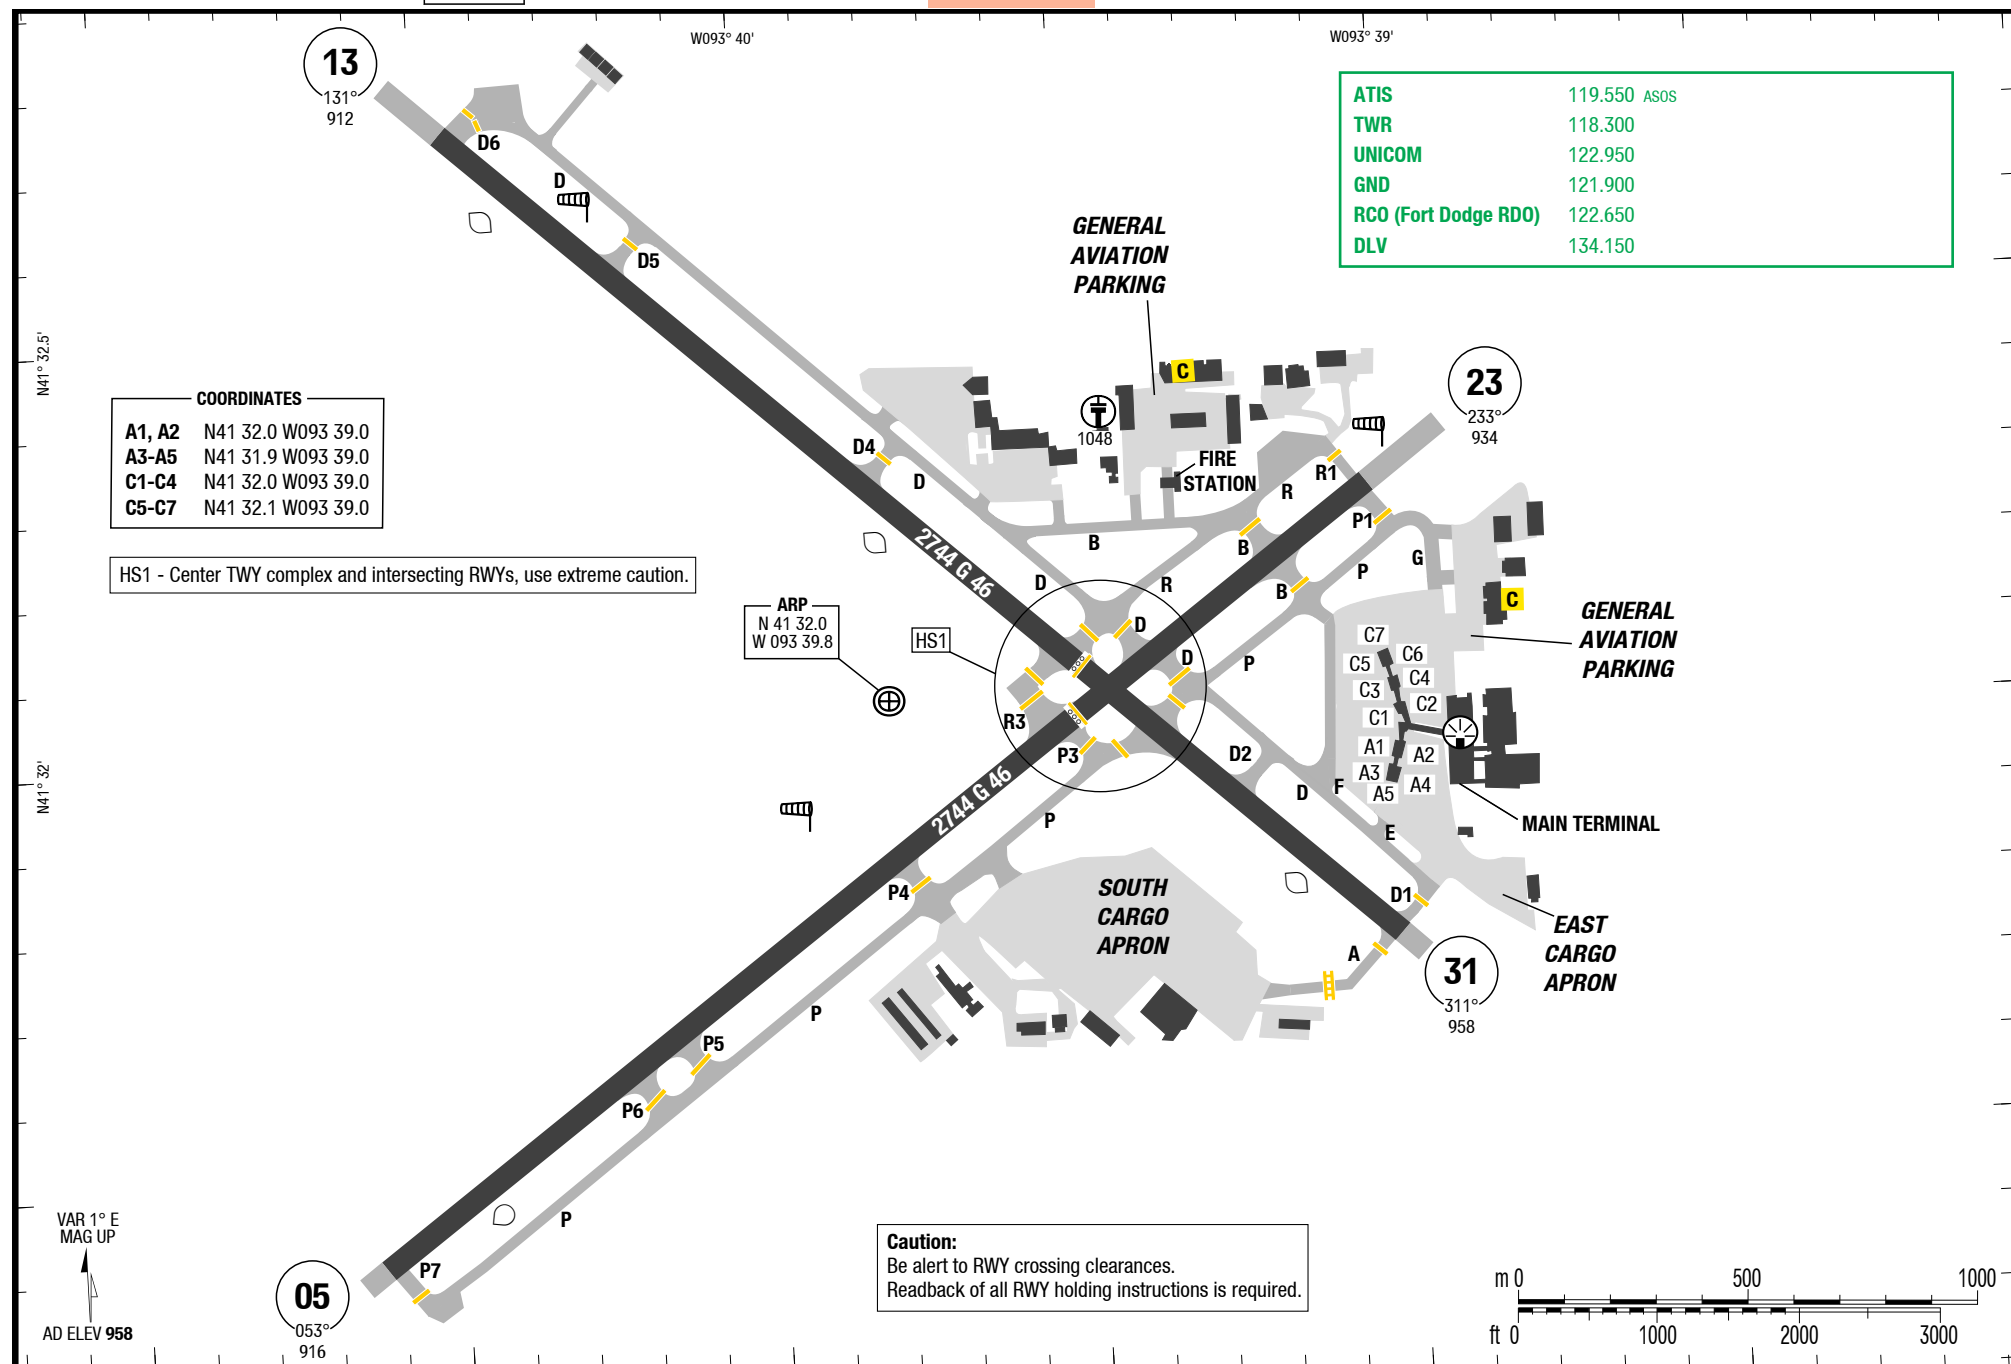 W093° 40'
W093° 39'
13
131°
912
ATIS 119.550 ASOS
TWR 118.300
UNICOM 122.950
GND 121.900
RCO (Fort Dodge RDO) 122.650
DLV 134.150
D6
D
D5
GENERAL
AVIATION
PARKING
N41° 32.5'
COORDINATES
A1, A2 N41 32.0 W093 39.0
A3-A5 N41 31.9 W093 39.0
C1-C4 N41 32.0 W093 39.0
C5-C7 N41 32.1 W093 39.0
C
1048
23
233°
934
D4
D
FIRE
STATION
R1
R
P1
B
B
G
P
2744 G 46
HS1 - Center TWY complex and intersecting RWYs, use extreme caution.
D
R
B
C
ARP
N 41 32.0
W 093 39.8
HS1
D
D
P
GENERAL
AVIATION
PARKING
C7
C6
C5
C4
C3
C2
C1
A1
A2
A3
A4
A5
R3
P3
D2
D
F
E
MAIN TERMINAL
N41° 32'
2744 G 46
P
P4
SOUTH
CARGO
APRON
D1
A
EAST
CARGO
APRON
31
311°
958
P
P5
P6
P
VAR 1° E
MAG UP
AD ELEV 958
P7
05
053°
916
Caution:
Be alert to RWY crossing clearances.
Readback of all RWY holding instructions is required.
m 0 500 1000
ft 0 1000 2000 3000